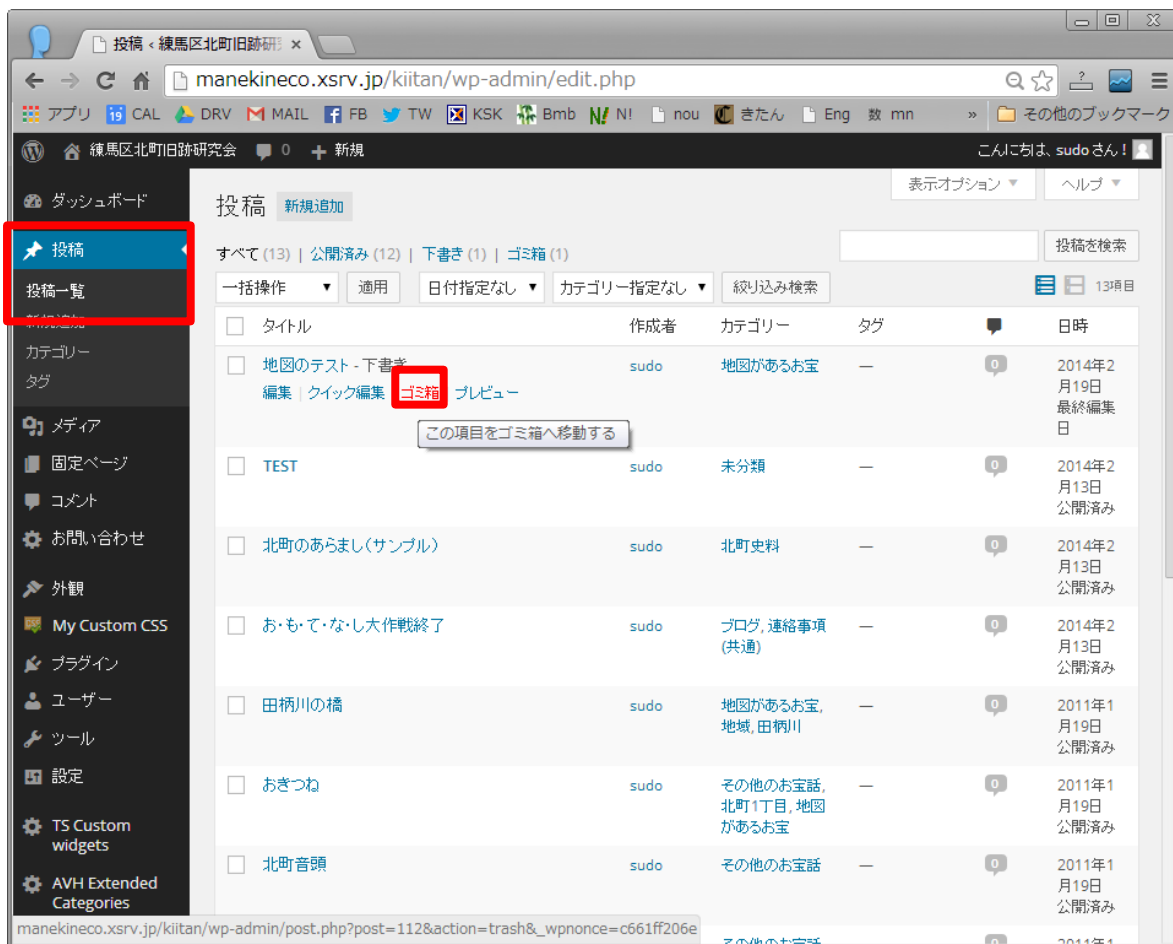 投稿 ‹ 練馬区北町旧跡研
manekineco.xsrv.jp/kiitan/wp-admin/edit.php
アプリ 19 CAL DRV MAIL FB TW KSK Bmb N! nou きたん Eng 数 mn » その他のブックマーク
練馬区北町旧跡研究会 0 + 新規 こんにちは、sudo さん!
表示オプション ▼ ヘルプ ▼
ダッシュボード
投稿
投稿一覧
新規追加
カテゴリー
タグ
メディア
固定ページ
コメント
お問い合わせ
外観
My Custom CSS
プラグイン
ユーザー
ツール
設定
TS Custom
widgets
AVH Extended
Categories
投稿 新規追加
すべて (13) | 公開済み (12) | 下書き (1) | ゴミ箱 (1) 投稿を検索
一括操作 ▼ 適用 日付指定なし ▼ カテゴリー指定なし ▼ 絞り込み検索 13項目
タイトル 作成者 カテゴリー タグ 日時
地図のテスト - 下書き sudo 地図があるお宝 — 0 2014年2
月19日
最終編集
日
編集 | クイック編集 ゴミ箱 プレビュー
この項目をゴミ箱へ移動する
TEST sudo 未分類 — 0 2014年2
月13日
公開済み
北町のあらまし(サンプル) sudo 北町史料 — 0 2014年2
月13日
公開済み
お・も・て・な・し大作戦終了 sudo ブログ, 連絡事項 — 0 2014年2
(共通) 月13日
公開済み
田柄川の橋 sudo 地図があるお宝, — 0 2011年1
地域, 田柄川 月19日
公開済み
おきつね sudo その他のお宝話, — 0 2011年1
北町1丁目, 地図 月19日
があるお宝 公開済み
北町音頭 sudo その他のお宝話 — 0 2011年1
月19日
公開済み
manekineco.xsrv.jp/kiitan/wp-admin/post.php?post=112&action=trash&_wpnonce=c661ff206e
その他のお宝話 2011年1